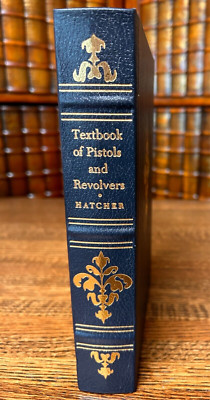 Textbook
of Pistols
and
Revolvers
•
HATCHER